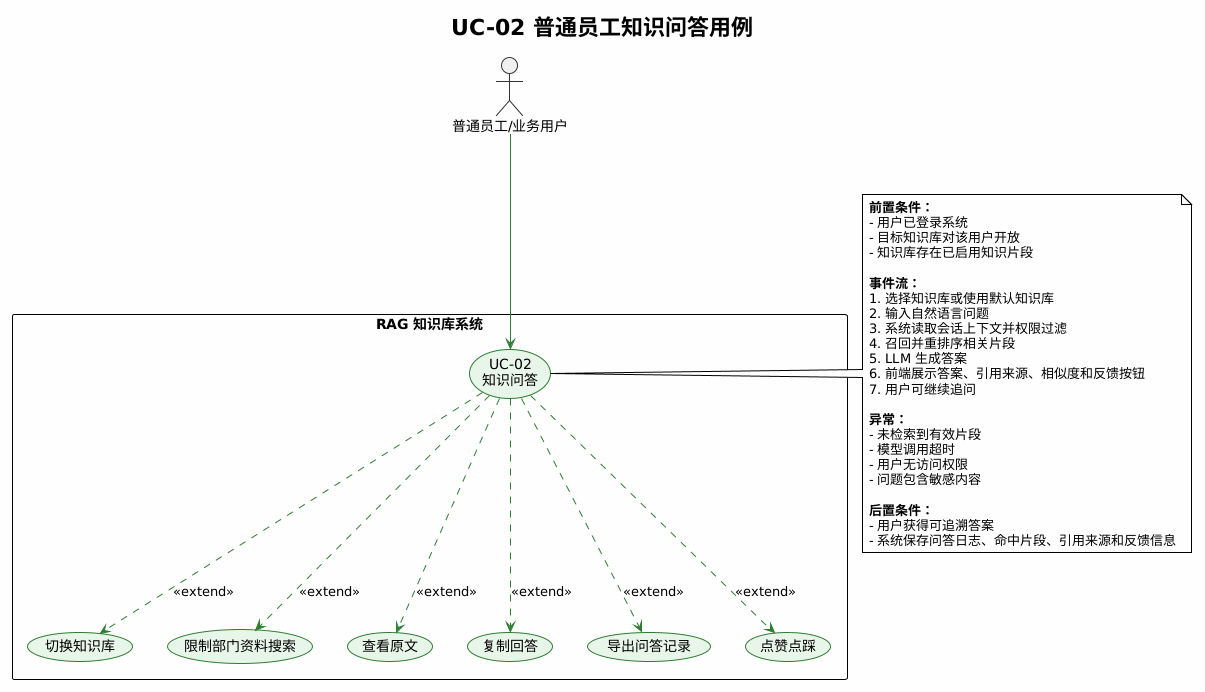 UC-02 普通员工知识问答用例
普通员工/业务用户
RAG 知识库系统
UC-02
知识问答
«extend»
«extend»
«extend»
«extend»
«extend»
«extend»
切换知识库
限制部门资料搜索
查看原文
复制回答
导出问答记录
点赞点踩
前置条件：
- 用户已登录系统
- 目标知识库对该用户开放
- 知识库存在已启用知识片段
事件流：
1. 选择知识库或使用默认知识库
2. 输入自然语言问题
3. 系统读取会话上下文并权限过滤
4. 召回并重排序相关片段
5. LLM 生成答案
6. 前端展示答案、引用来源、相似度和反馈按钮
7. 用户可继续追问
异常：
- 未检索到有效片段
- 模型调用超时
- 用户无访问权限
- 问题包含敏感内容
后置条件：
- 用户获得可追溯答案
- 系统保存问答日志、命中片段、引用来源和反馈信息